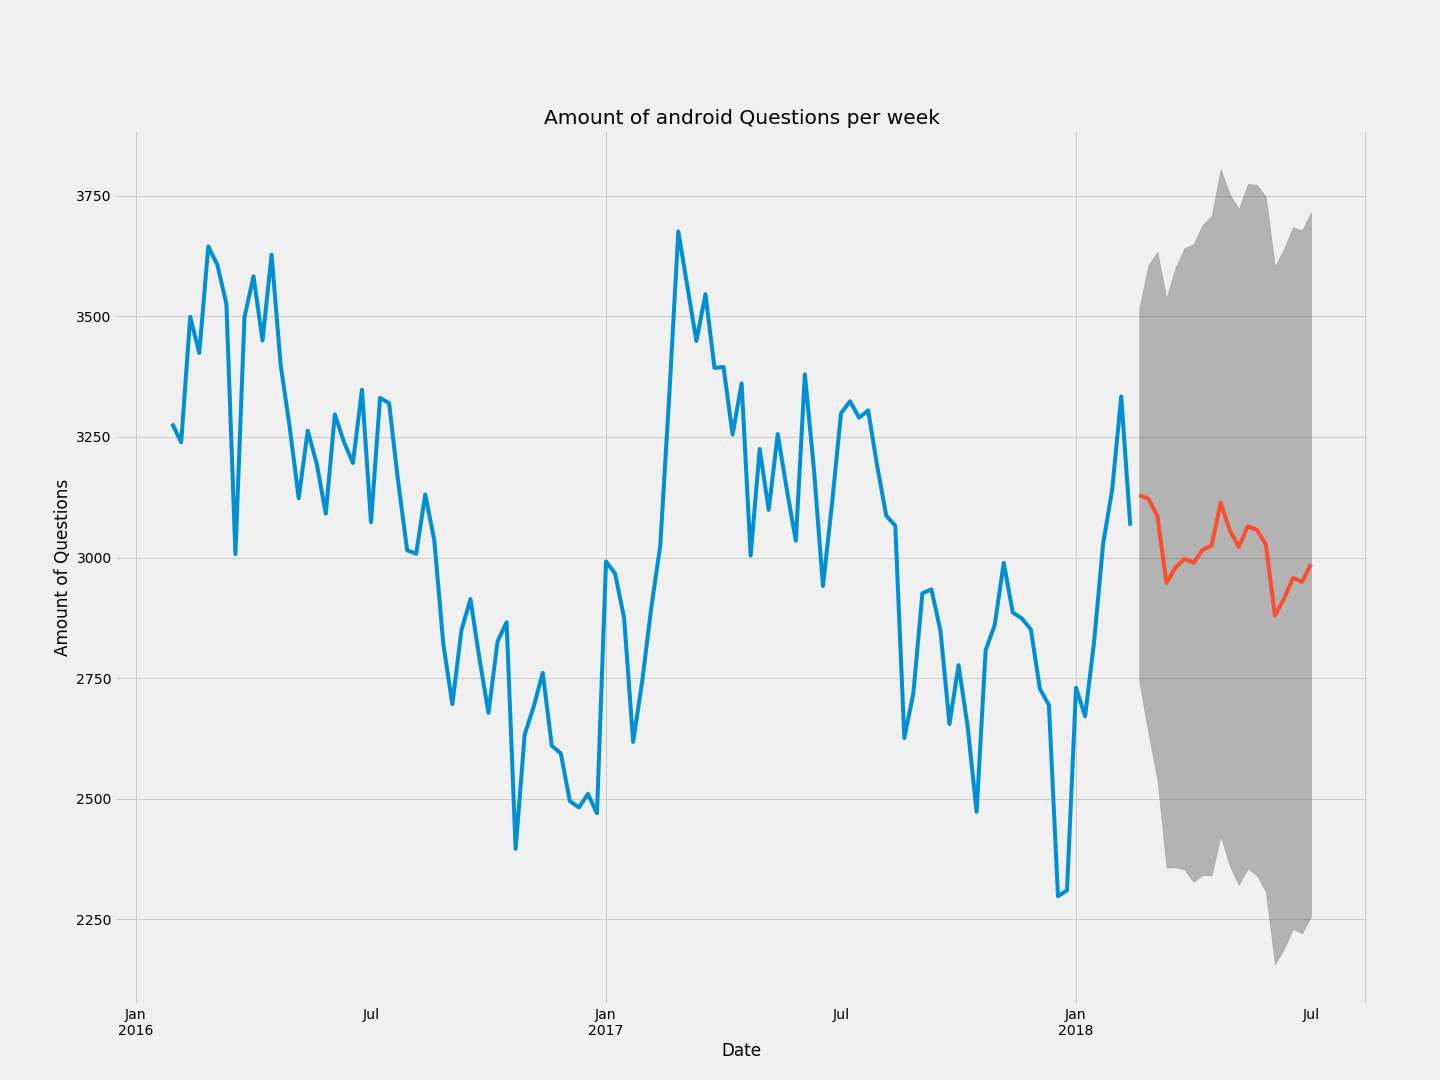 Amount of android Questions per week
Amount of Questions
3750
3500
3250
3000
2750
2500
2250
Jan
2016
Jul
Jan
2017
Jul
Jan
2018
Jul
Date